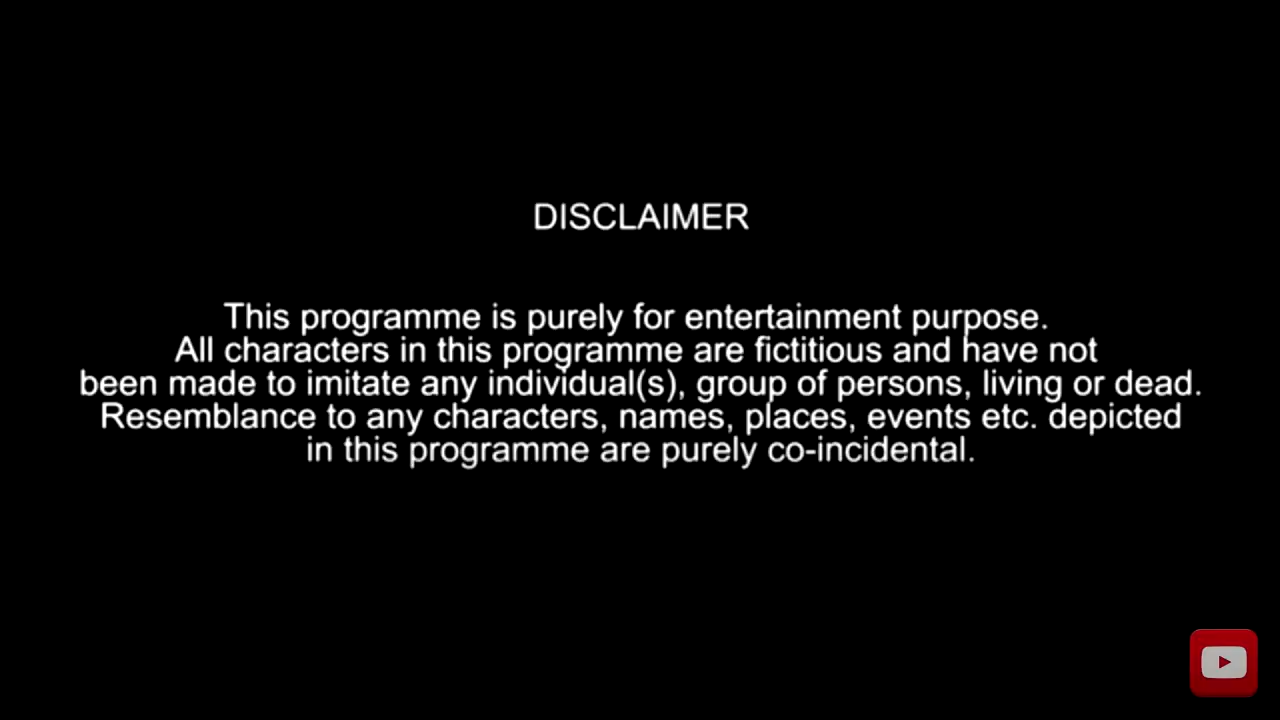 DISCLAIMER
This programme is purely for entertainment purpose.
All characters in this programme are fictitious and have not
been made to imitate any individual(s), group of persons, living or dead.
Resemblance to any characters, names, places, events etc. depicted
in this programme are purely co-incidental.